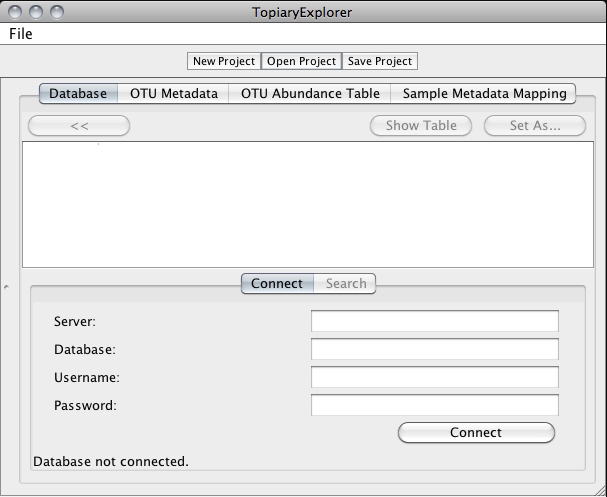 TopiaryExplorer
File
New Project Open Project Save Project
Database OTU Metadata OTU Abundance Table Sample Metadata Mapping
<< Show Table Set As...
Connect Search
Server:
Database:
Username:
Password:
Connect
Database not connected.